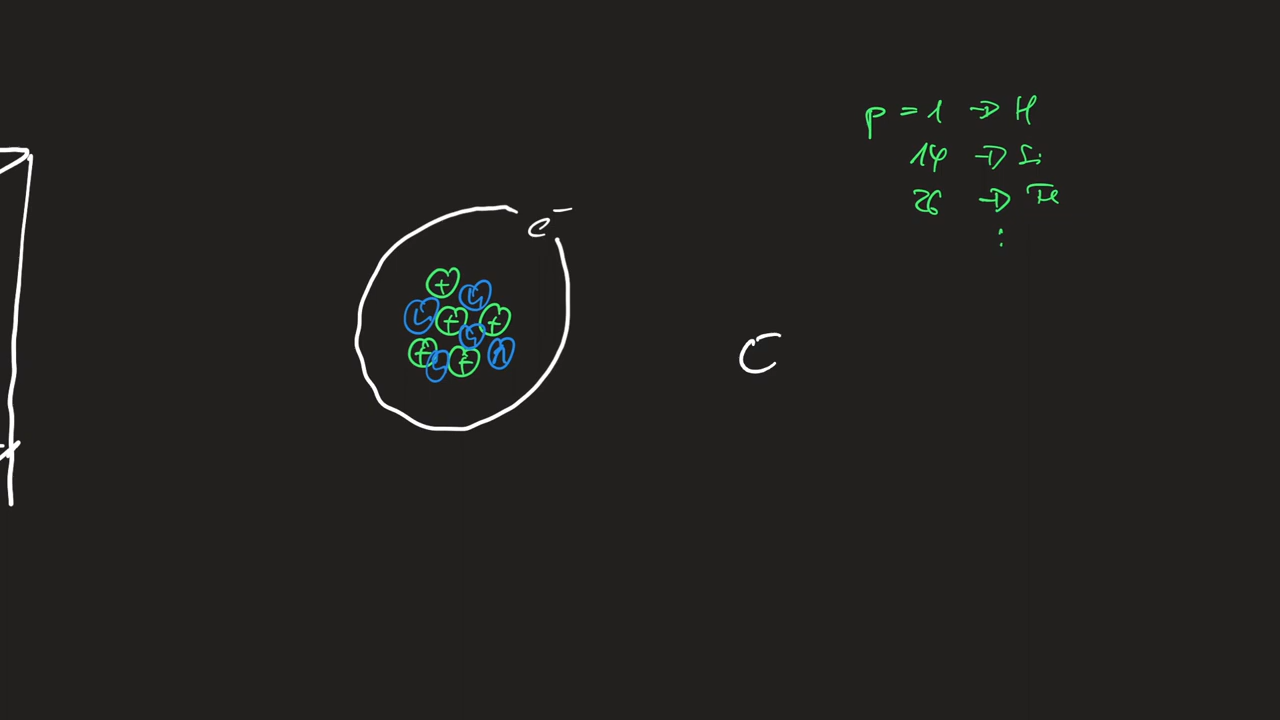 p = 1 → H
14 → Si
26 → Fe
:
e⁻
+ n
n + +
n
+ n + n
C